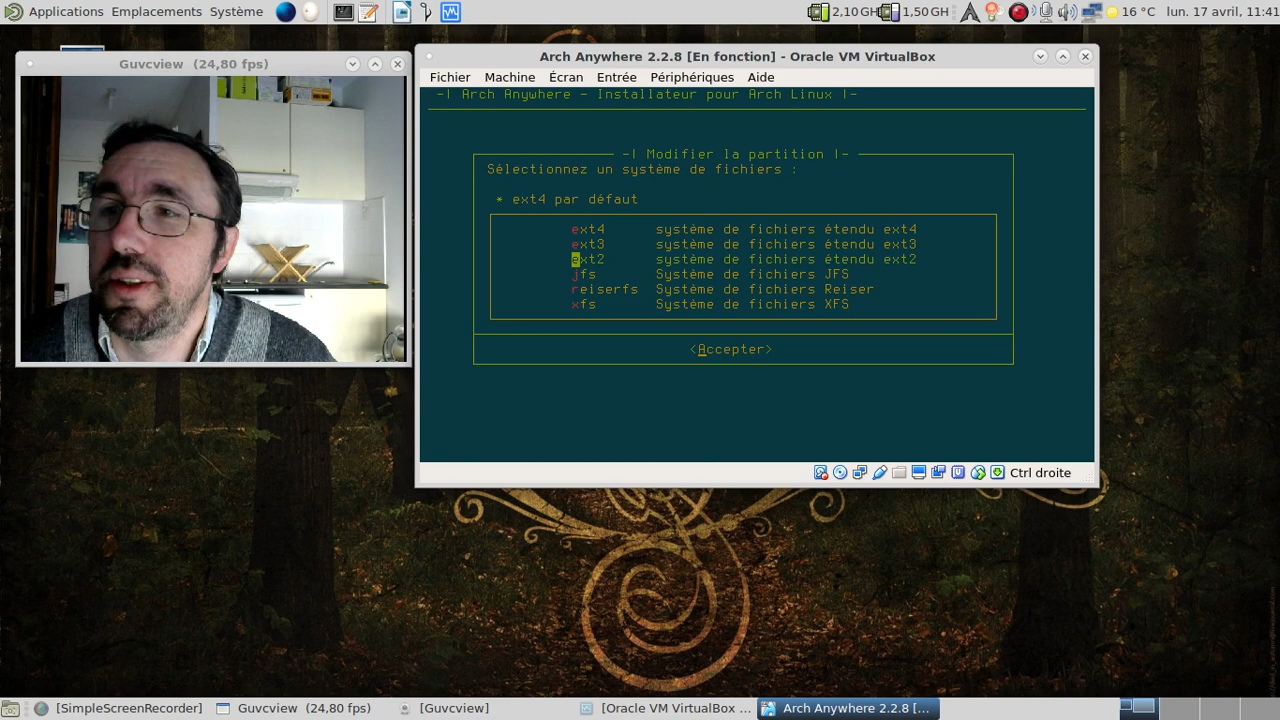 Applications Emplacements Système 2,10 GH 1,50 GH 16 °C lun. 17 avril, 11:41
Guvcview (24,80 fps)
Arch Anywhere 2.2.8 [En fonction] - Oracle VM VirtualBox
Fichier Machine Écran Entrée Périphériques Aide
-| Arch Anywhere - Installateur pour Arch Linux |-
-| Modifier la partition |-
Sélectionnez un système de fichiers :
* ext4 par défaut
ext4 système de fichiers étendu ext4
ext3 système de fichiers étendu ext3
ext2 système de fichiers étendu ext2
jfs Système de fichiers JFS
reiserfs Système de fichiers Reiser
xfs Système de fichiers XFS
<Accepter>
Ctrl droite
[SimpleScreenRecorder] Guvcview (24,80 fps) [Guvcview] [Oracle VM VirtualBox ... Arch Anywhere 2.2.8 [...